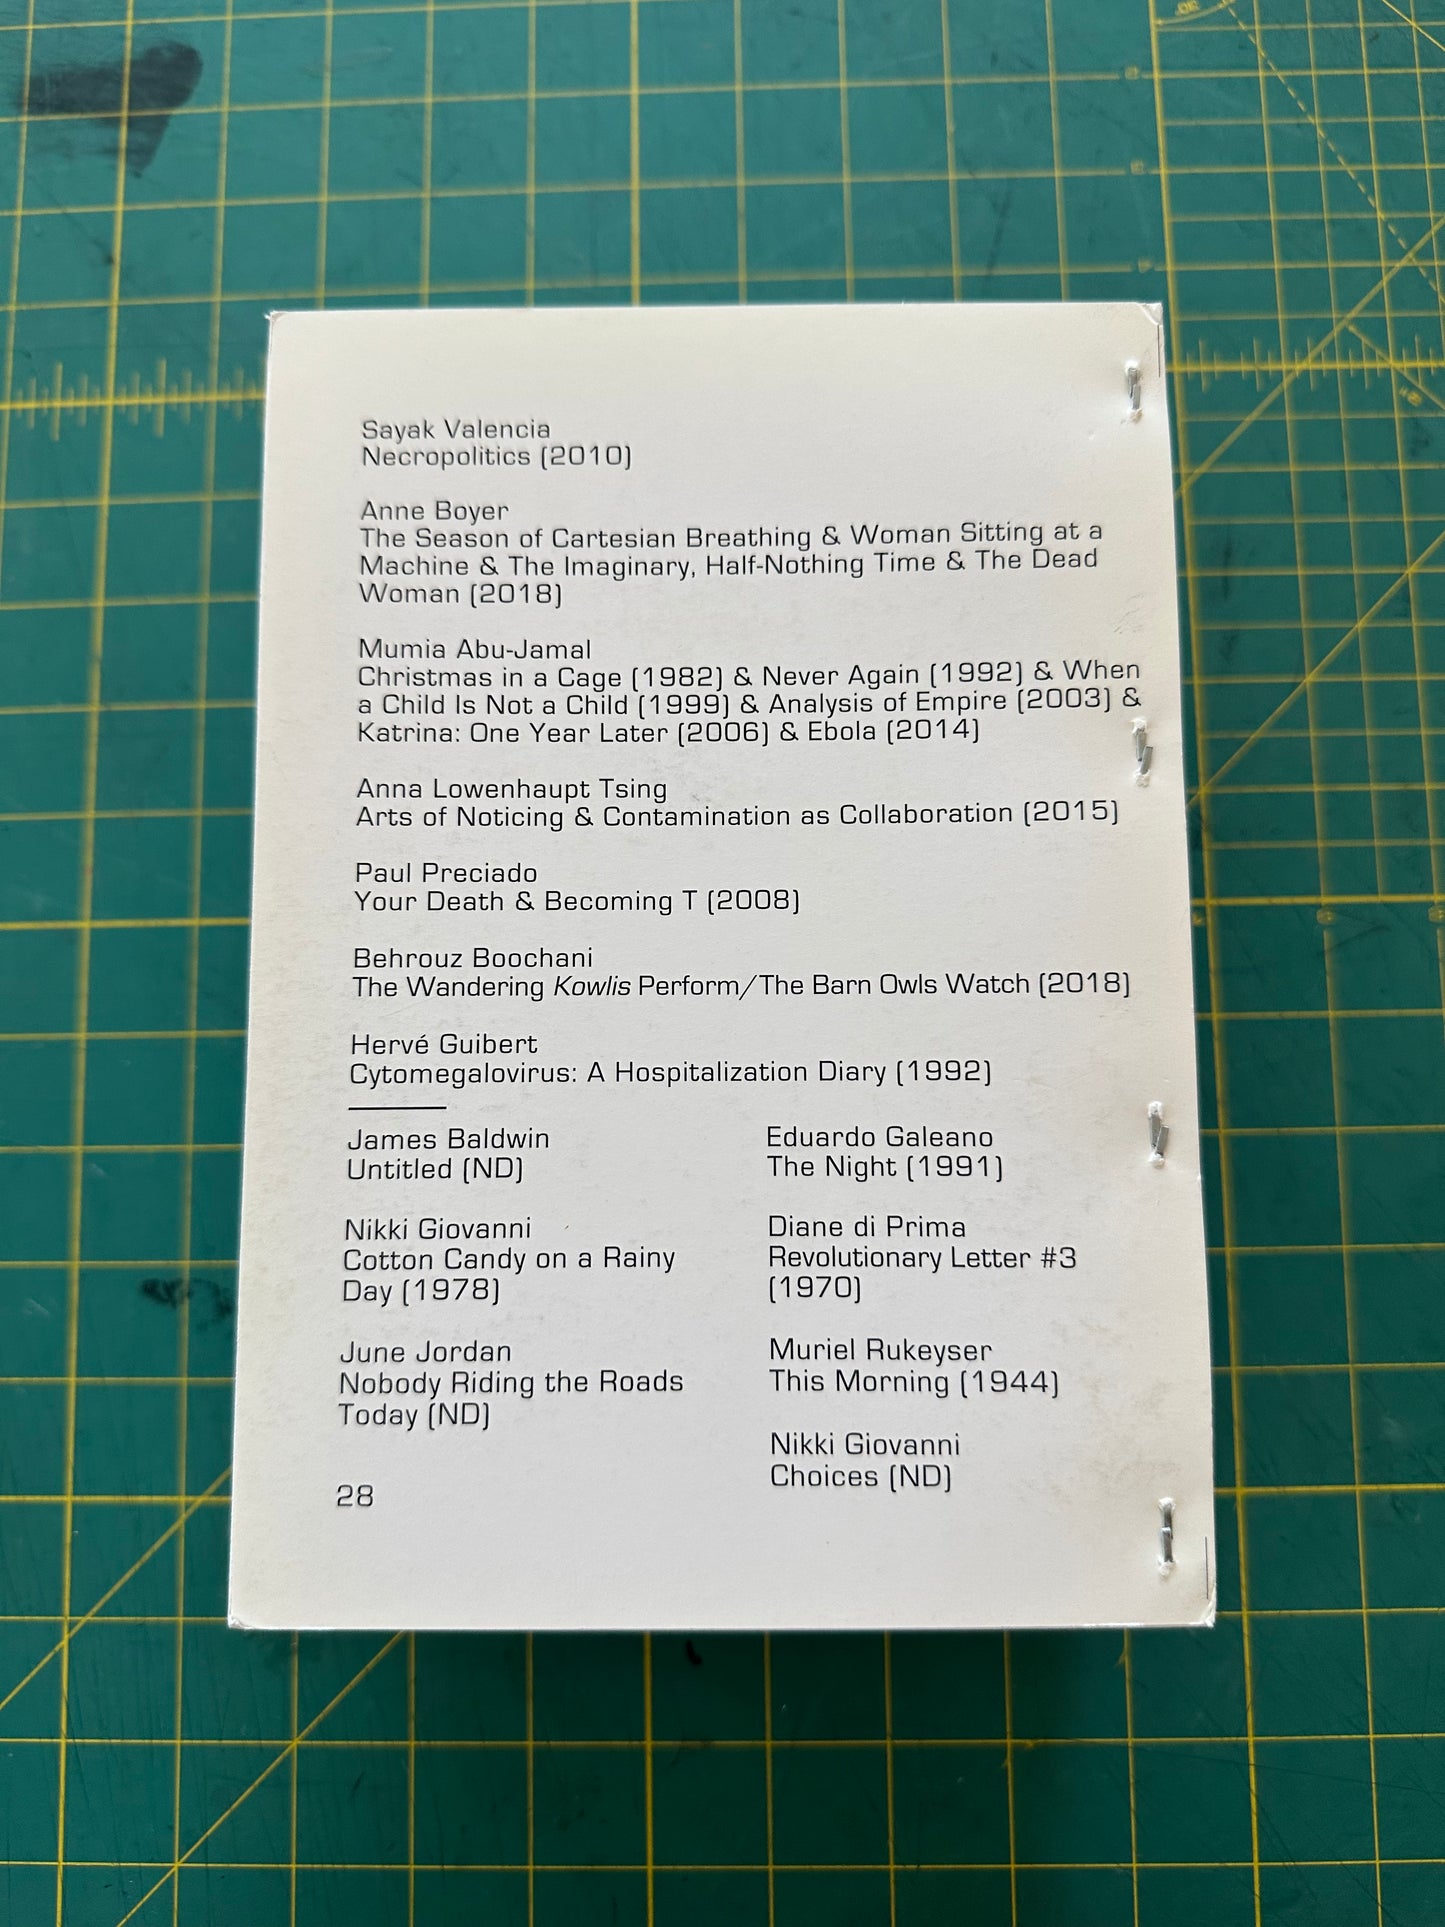 Sayak Valencia
Necropolitics (2010)
Anne Boyer
The Season of Cartesian Breathing & Woman Sitting at a
Machine & The Imaginary, Half-Nothing Time & The Dead
Woman (2018)
Mumia Abu-Jamal
Christmas in a Cage (1982) & Never Again (1992) & When
a Child Is Not a Child (1999) & Analysis of Empire (2003) &
Katrina: One Year Later (2006) & Ebola (2014)
Anna Lowenhaupt Tsing
Arts of Noticing & Contamination as Collaboration (2015)
Paul Preciado
Your Death & Becoming T (2008)
Behrouz Boochani
The Wandering Kowlis Perform/The Barn Owls Watch (2018)
Hervé Guibert
Cytomegalovirus: A Hospitalization Diary (1992)
James Baldwin
Untitled (ND)
Nikki Giovanni
Cotton Candy on a Rainy
Day (1978)
June Jordan
Nobody Riding the Roads
Today (ND)
Eduardo Galeano
The Night (1991)
Diane di Prima
Revolutionary Letter #3
(1970)
Muriel Rukeyser
This Morning (1944)
Nikki Giovanni
Choices (ND)
28